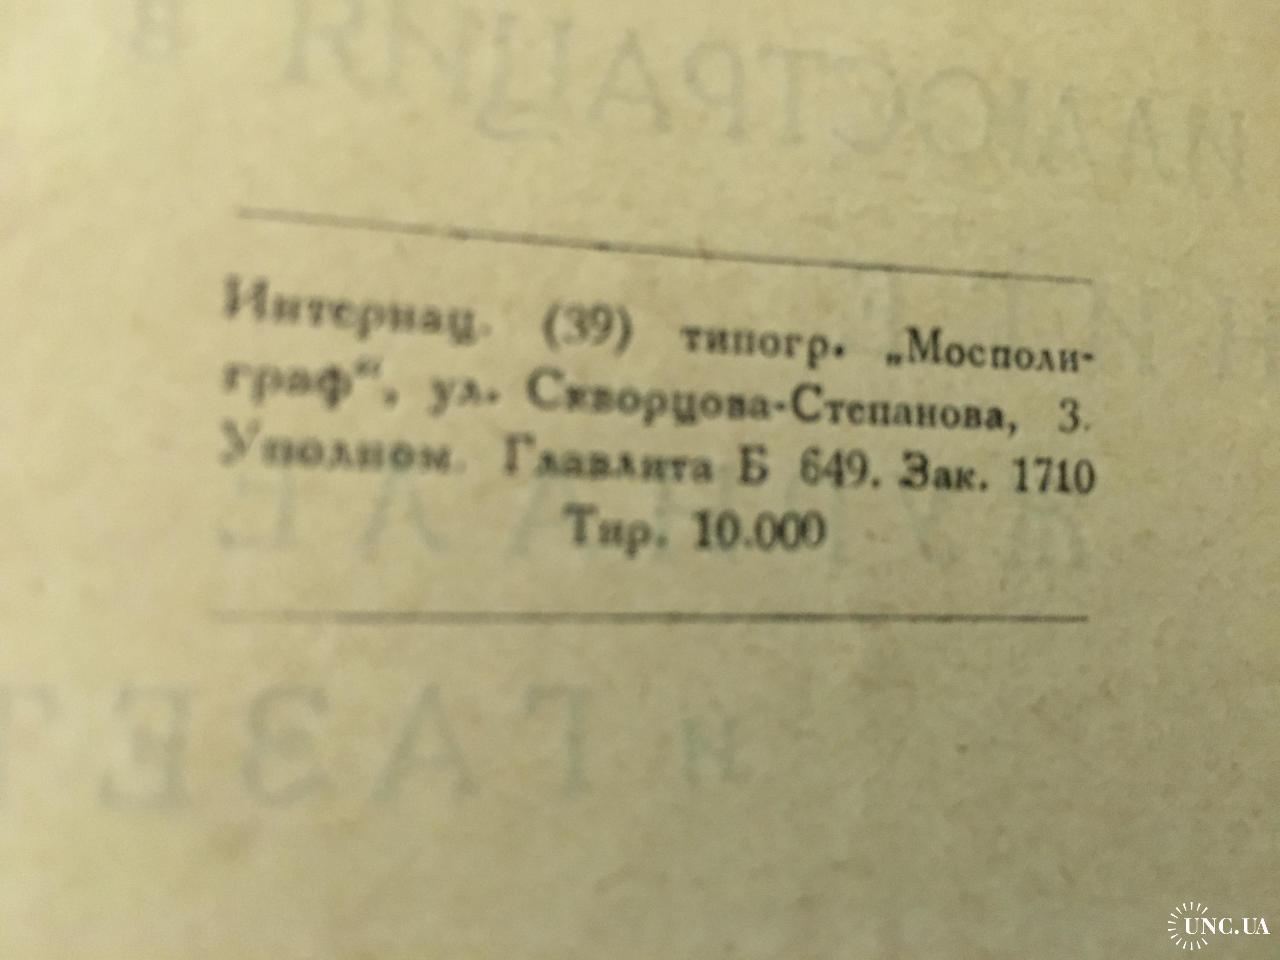 Интернац. (39) типогр. „Мосполи-
граф“, ул. Скворцова-Степанова, 3.
Уполном. Главлита Б 649. Зак. 1710
Тир. 10.000
UNC.UA